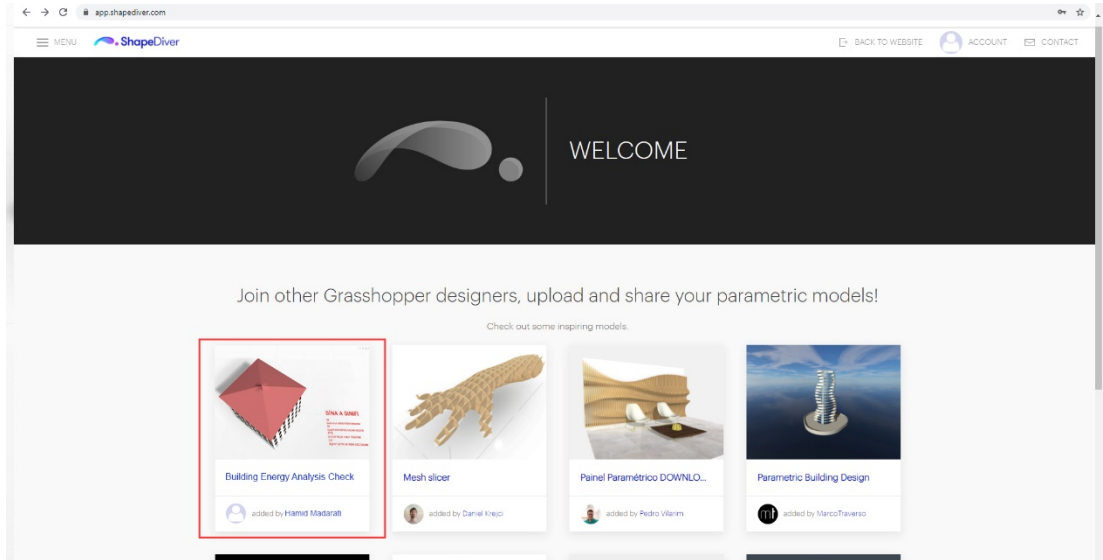 app.shapediver.com
MENU
ShapeDiver
BACK TO WEBSITE
ACCOUNT
CONTACT
WELCOME
Join other Grasshopper designers, upload and share your parametric models!
Check out some inspiring models.
Building Energy Analysis Check
added by Hamid Madarati
Mesh slicer
added by Daniel Krejci
Painel Paramétrico DOWNLO...
added by Pedro Vilarim
Parametric Building Design
added by MarcoTraverso